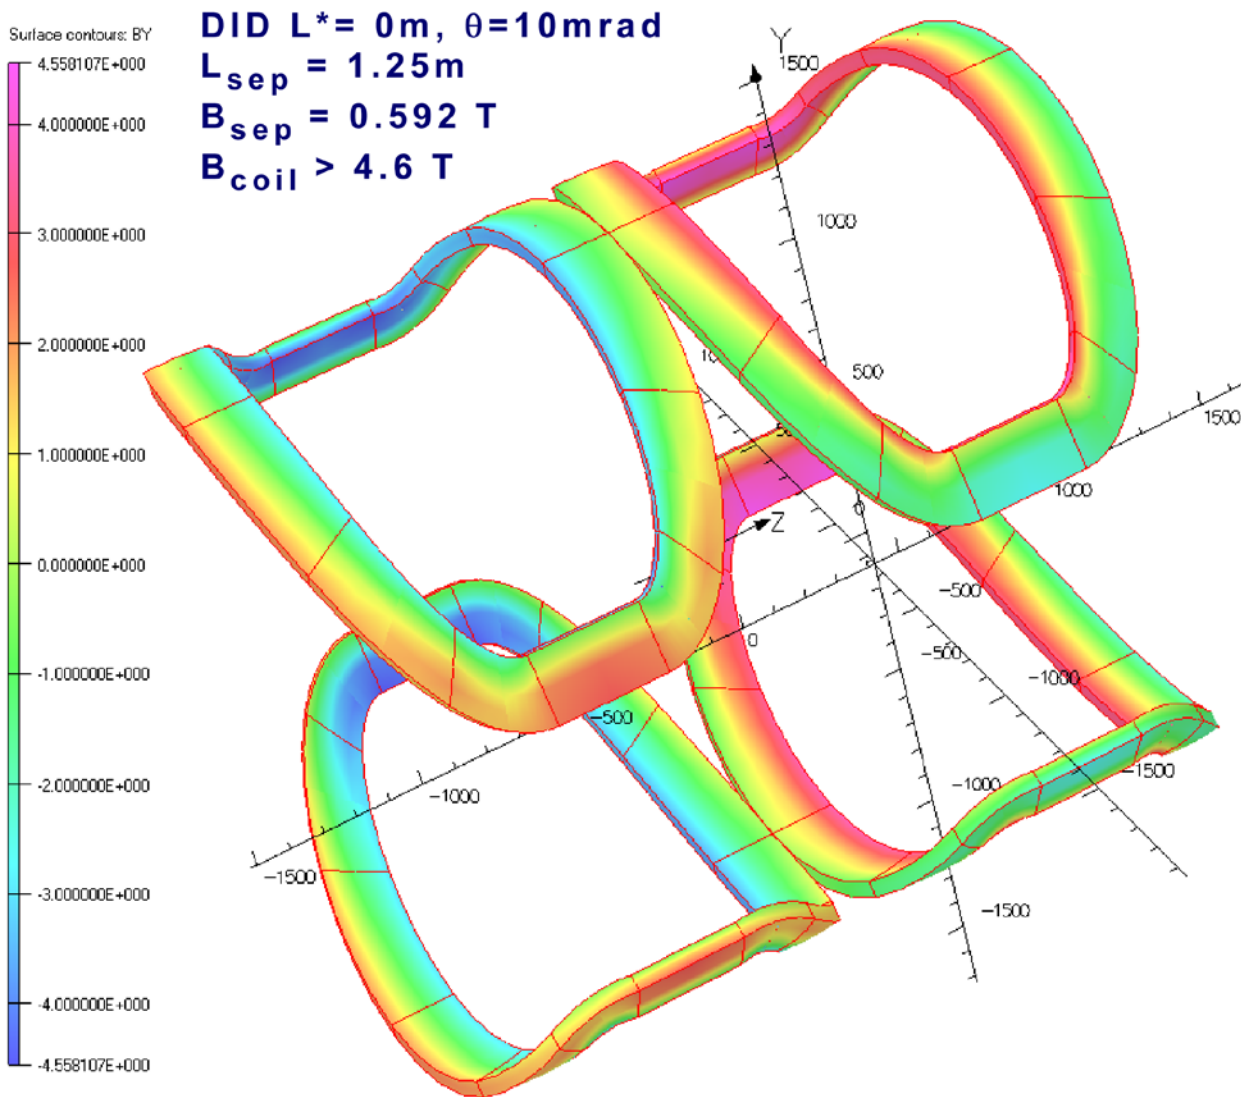 Surface contours: BY
4.558107E+000
4.000000E+000
3.000000E+000
2.000000E+000
1.000000E+000
0.000000E+000
-1.000000E+000
-2.000000E+000
-3.000000E+000
-4.000000E+000
-4.558107E+000
DID L*= 0m, θ=10mrad
Lsep = 1.25m
Bsep = 0.592 T
Bcoil > 4.6 T
Y
1500
1000
500
1500
1000
0
Z
0
-500
-500
-1000
-500
-1000
-1500
-1000
-1500
-1500